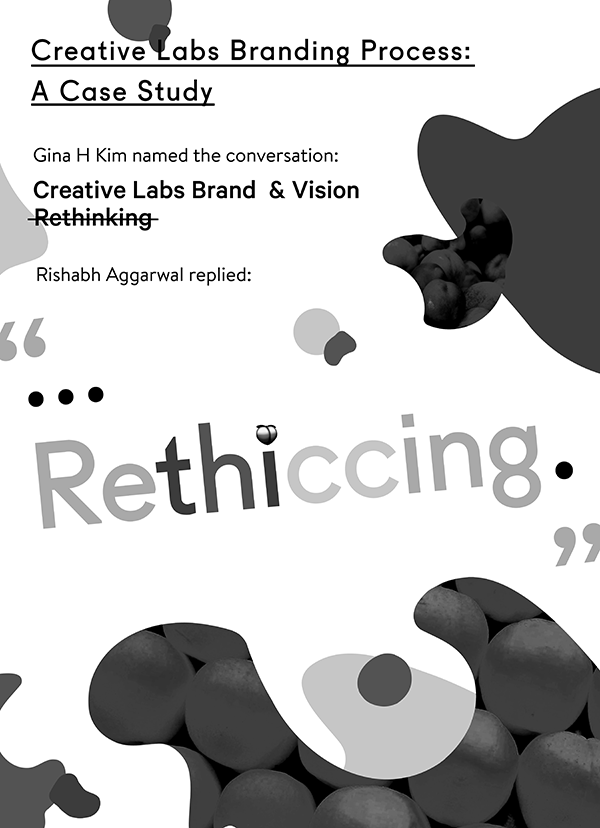 Creative Labs Branding Process:
A Case Study
Gina H Kim named the conversation:
Creative Labs Brand & Vision
Rethinking
Rishabh Aggarwal replied:
“
...
Rethiccing.
”